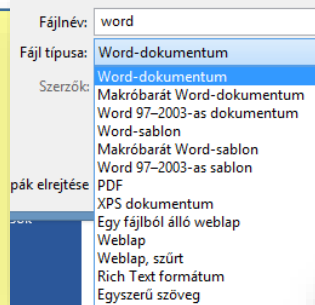 Fájlnév: word
Fájl típusa: Word-dokumentum
Word-dokumentum
Szerzők:
Makróbarát Word-dokumentum
Word 97–2003-as dokumentum
Word-sablon
Makróbarát Word-sablon
Word 97–2003-as sablon
pák elrejtése
PDF
XPS dokumentum
Egy fájlból álló weblap
Weblap
Weblap, szűrt
Rich Text formátum
Egyszerű szöveg